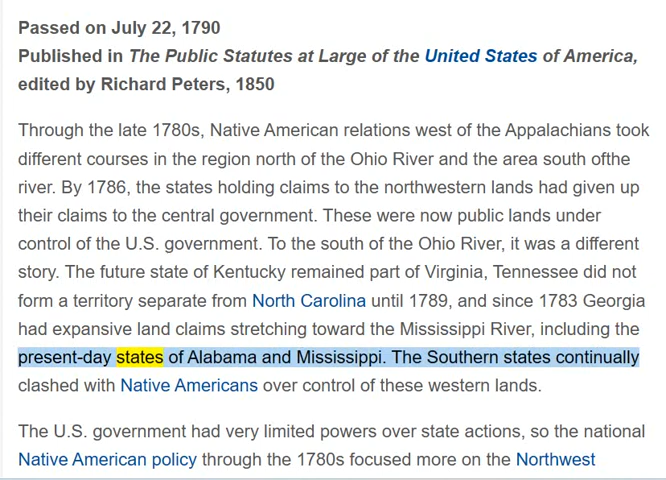 Passed on July 22, 1790
Published in The Public Statutes at Large of the United States of America,
edited by Richard Peters, 1850
Through the late 1780s, Native American relations west of the Appalachians took
different courses in the region north of the Ohio River and the area south ofthe
river. By 1786, the states holding claims to the northwestern lands had given up
their claims to the central government. These were now public lands under
control of the U.S. government. To the south of the Ohio River, it was a different
story. The future state of Kentucky remained part of Virginia, Tennessee did not
form a territory separate from North Carolina until 1789, and since 1783 Georgia
had expansive land claims stretching toward the Mississippi River, including the
present-day states of Alabama and Mississippi. The Southern states continually
clashed with Native Americans over control of these western lands.
The U.S. government had very limited powers over state actions, so the national
Native American policy through the 1780s focused more on the Northwest